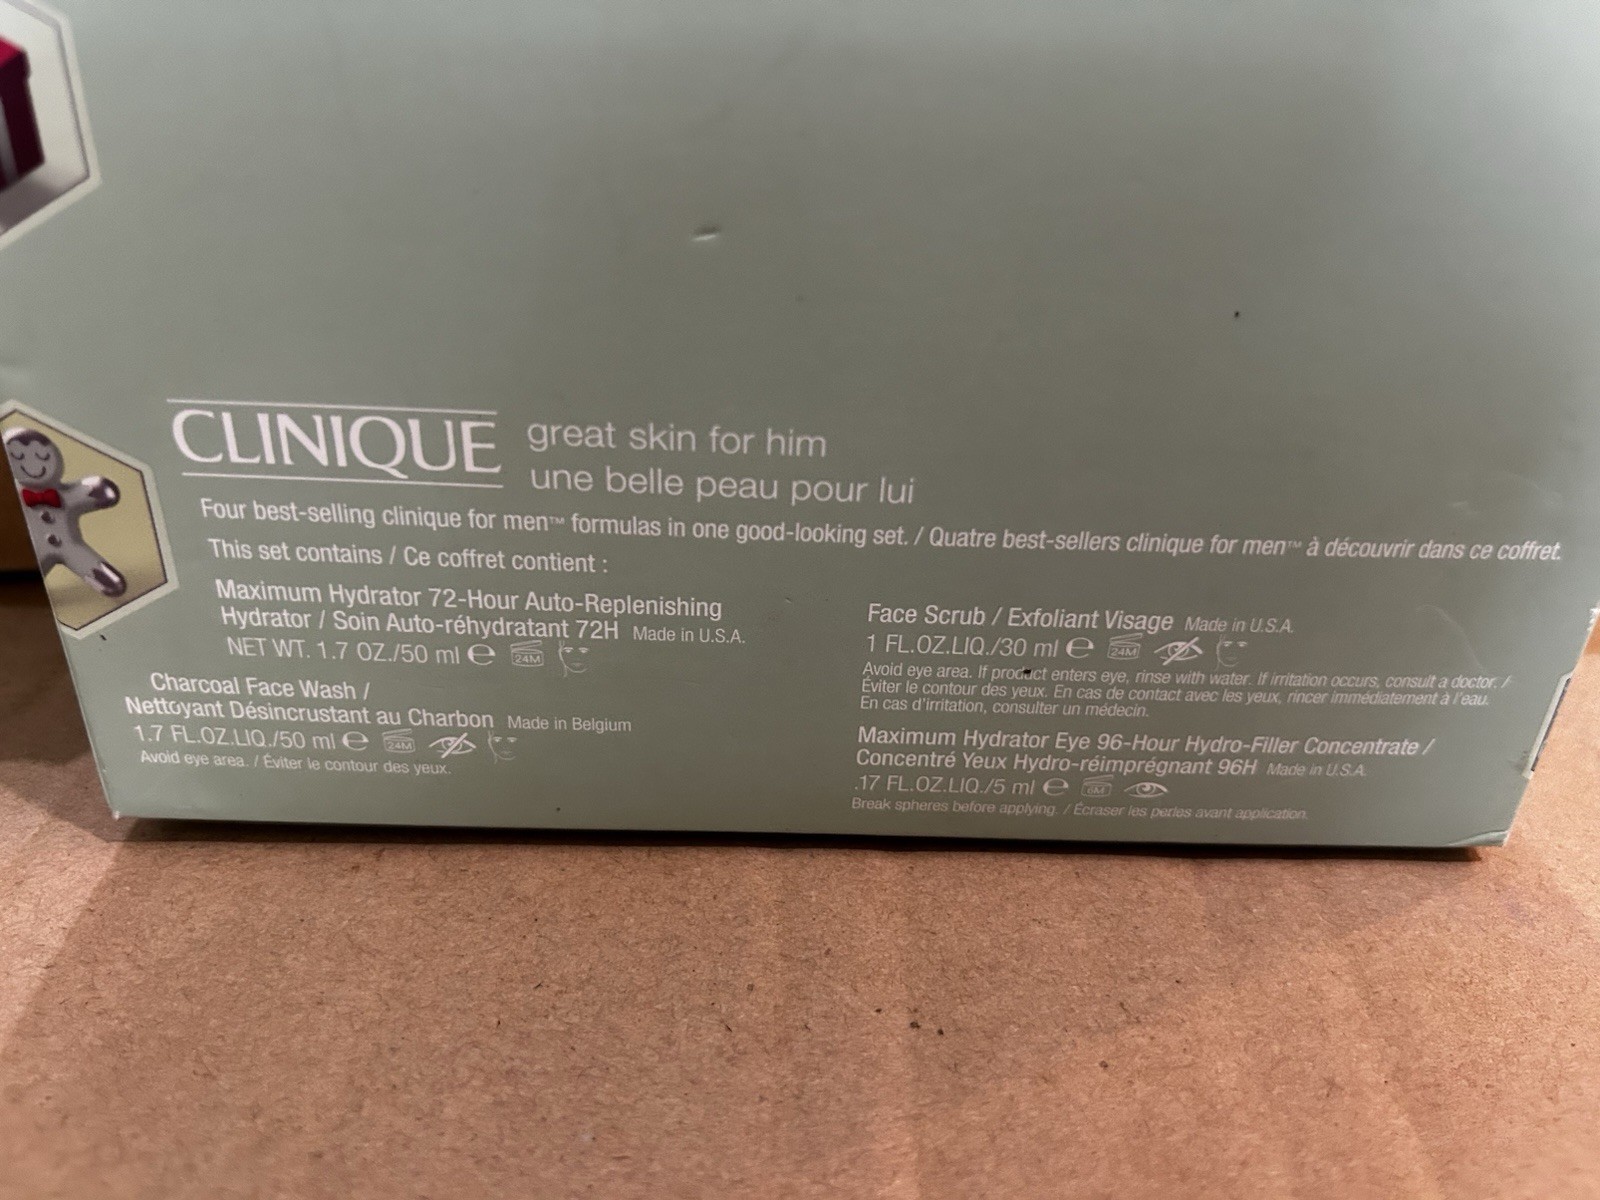 CLINIQUE
great skin for him
une belle peau pour lui
Four best-selling clinique for men™ formulas in one good-looking set. / Quatre best-sellers clinique for men™ à découvrir dans ce coffret.
This set contains / Ce coffret contient :
Maximum Hydrator 72-Hour Auto-Replenishing
Hydrator / Soin Auto-réhydratant 72H Made in U.S.A.
NET WT. 1.7 OZ./50 ml ℮ 24M
Charcoal Face Wash /
Nettoyant Désincrustant au Charbon Made in Belgium
1.7 FL.OZ.LIQ./50 ml ℮ 24M
Avoid eye area. / Éviter le contour des yeux.
Face Scrub / Exfoliant Visage Made in U.S.A.
1 FL.OZ.LIQ./30 ml ℮ 24M
Avoid eye area. If product enters eye, rinse with water. If irritation occurs, consult a doctor. /
Éviter le contour des yeux. En cas de contact avec les yeux, rincer immédiatement à l'eau.
En cas d'irritation, consulter un médecin.
Maximum Hydrator Eye 96-Hour Hydro-Filler Concentrate /
Concentré Yeux Hydro-réimprégnant 96H Made in U.S.A.
.17 FL.OZ.LIQ./5 ml ℮ 6M
Break spheres before applying. / Écraser les perles avant application.